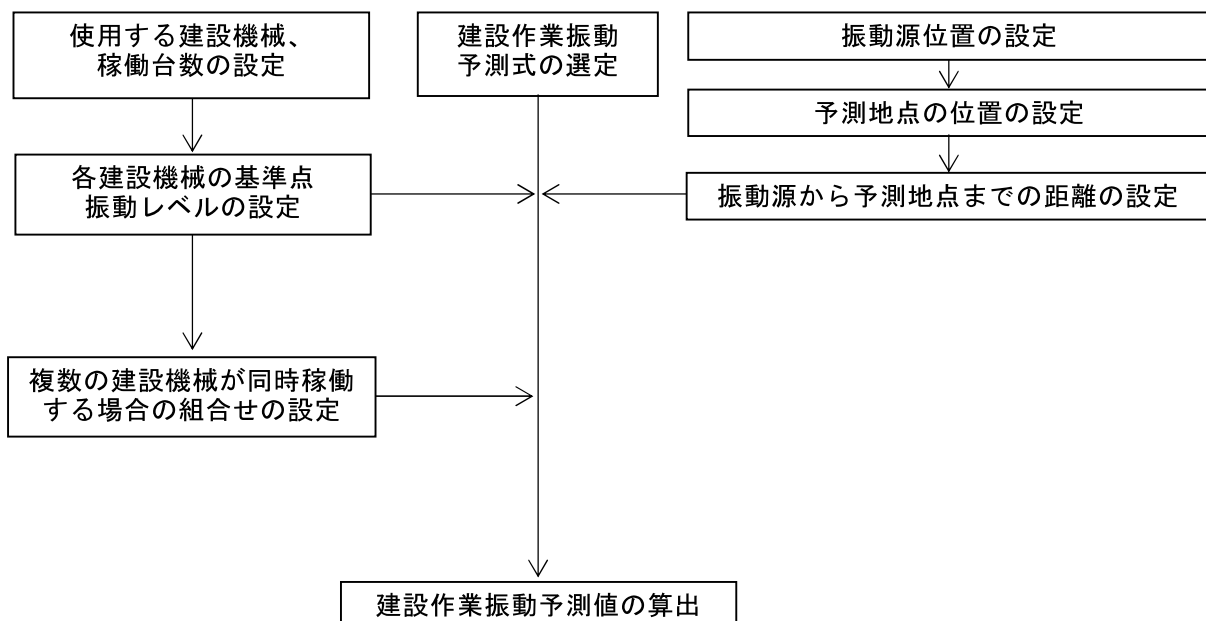 使用する建設機械、
稼働台数の設定
建設作業振動
予測式の選定
振動源位置の設定
予測地点の位置の設定
各建設機械の基準点
振動レベルの設定
振動源から予測地点までの距離の設定
複数の建設機械が同時稼働
する場合の組合せの設定
建設作業振動予測値の算出